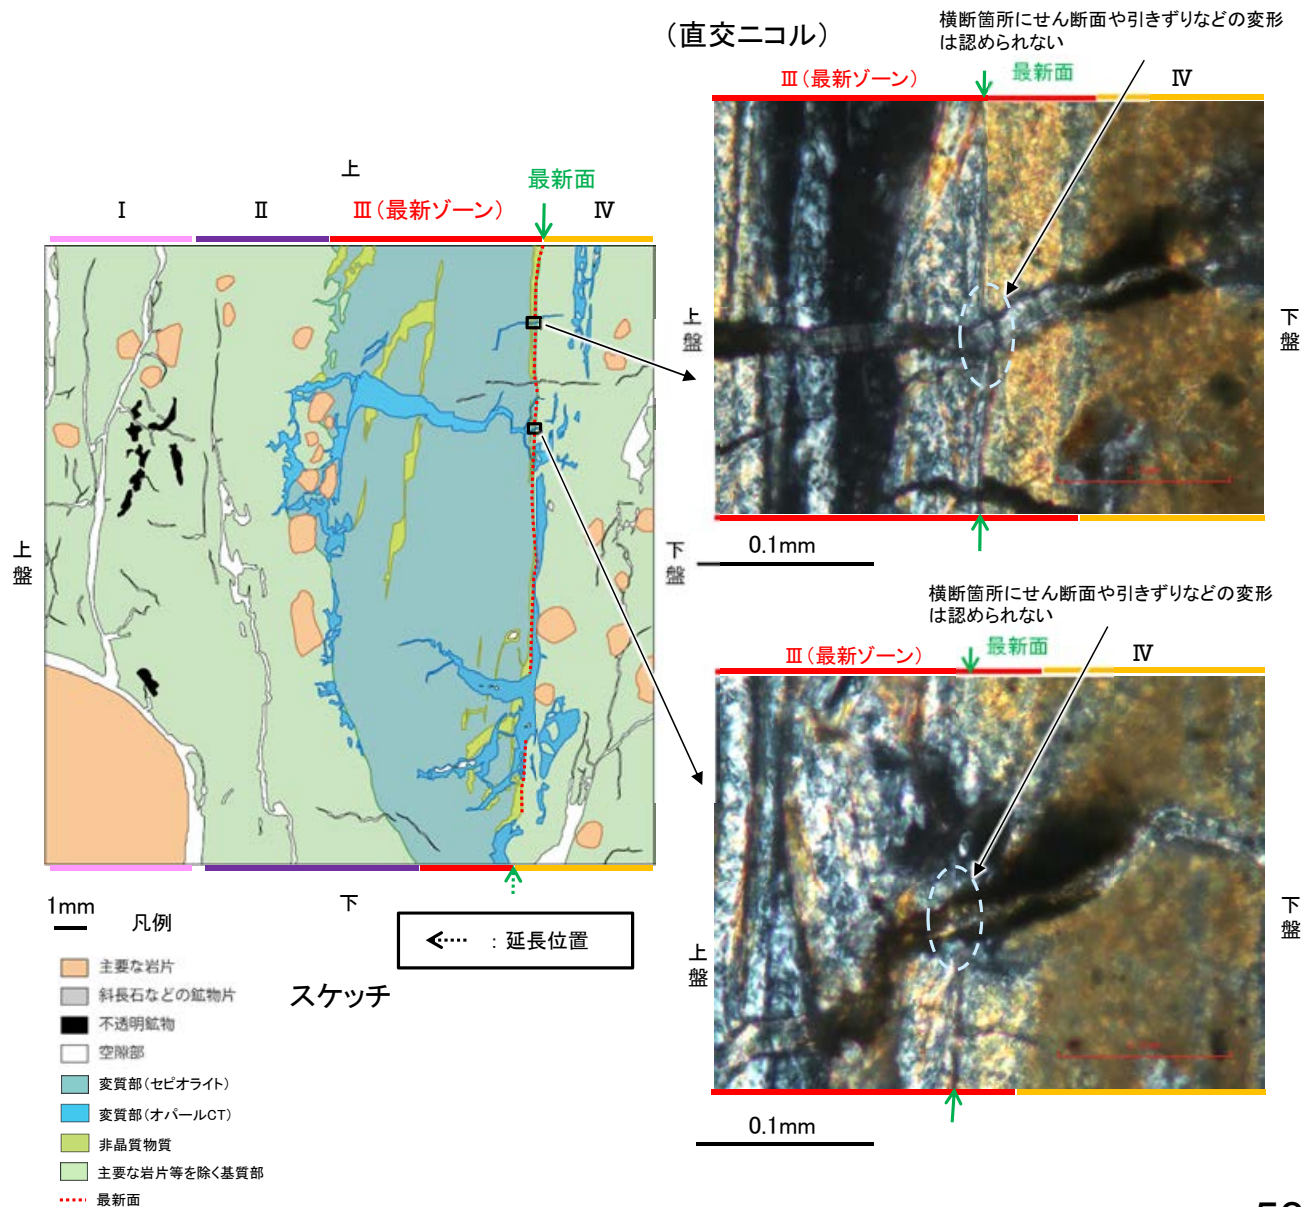 (直交ニコル)
横断箇所にせん断面や引きずりなどの変形
は認められない
Ⅲ(最新ゾーン)
最新面
Ⅳ
上盤
下盤
0.1mm
上
最新面
Ⅰ
Ⅱ
Ⅲ(最新ゾーン)
Ⅳ
上盤
下盤
下
1mm
凡例
: 延長位置
スケッチ
主要な岩片
斜長石などの鉱物片
不透明鉱物
空隙部
変質部(セピオライト)
変質部(オパールCT)
非晶質物質
主要な岩片等を除く基質部
最新面
横断箇所にせん断面や引きずりなどの変形
は認められない
Ⅲ(最新ゾーン)
最新面
Ⅳ
上盤
下盤
0.1mm